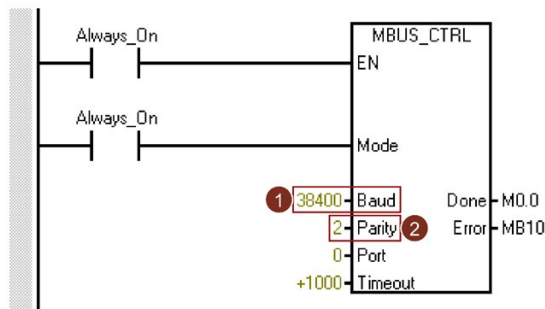 Always_On
MBUS_CTRL
EN
Always_On
Mode
1 38400 Baud Done M0.0
2 Parity 2 Error MB10
0 Port
+1000 Timeout